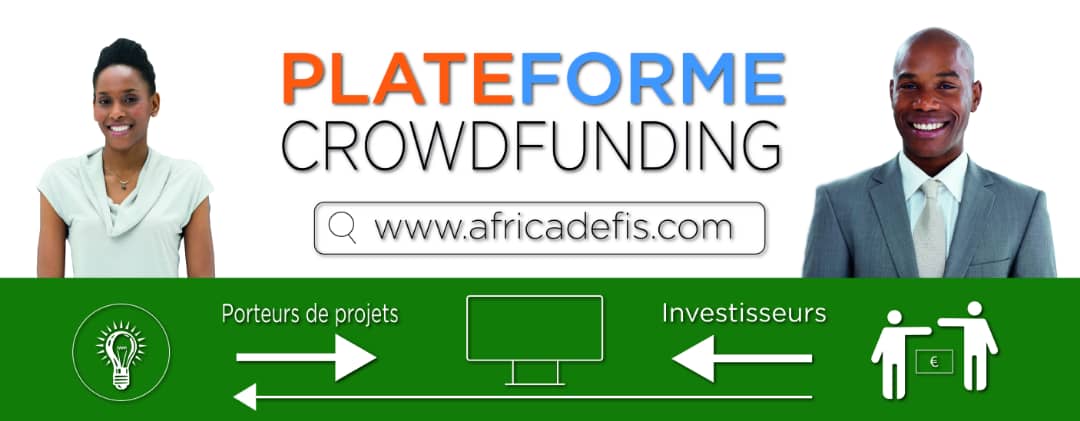 PLATEFORME
CROWDFUNDING
www.africadefis.com
Porteurs de projets
Investisseurs
€